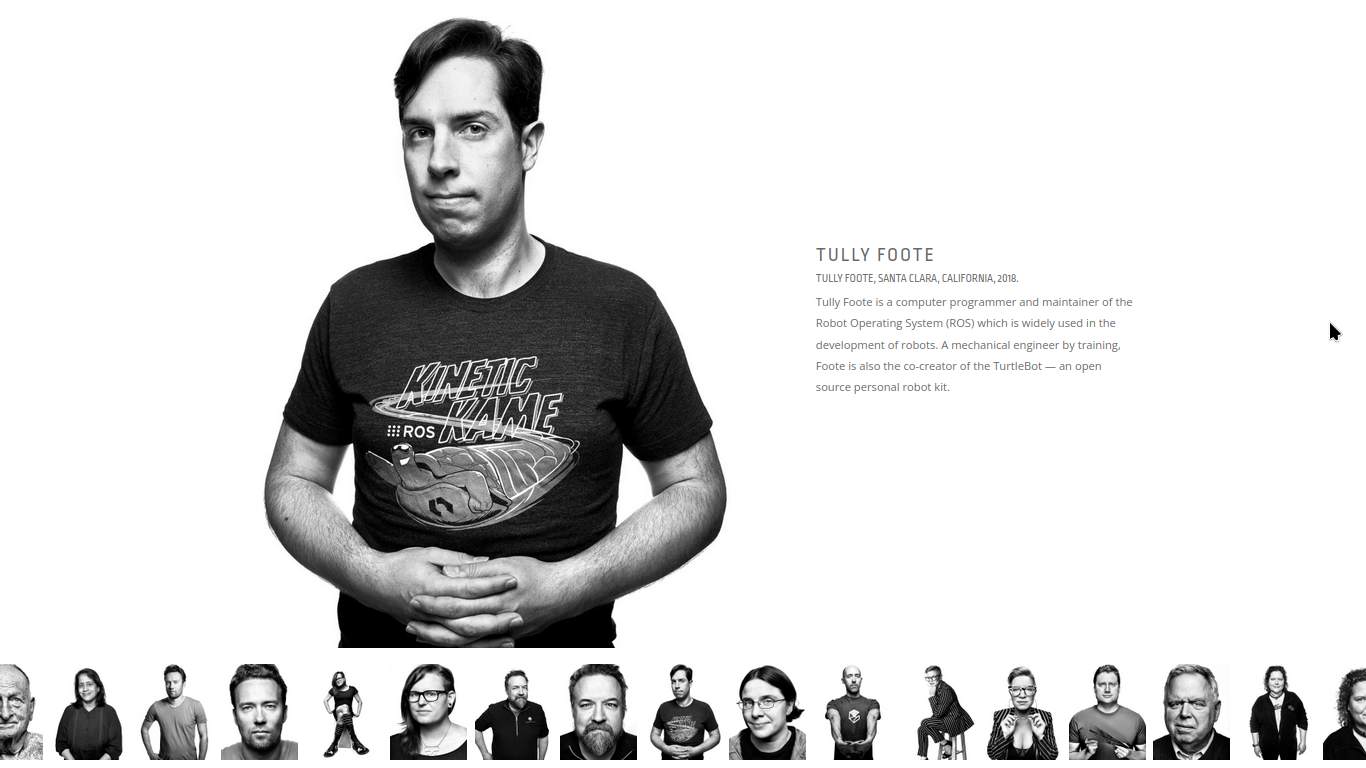 KINETIC
KAME
ROS
TULLY FOOTE
TULLY FOOTE, SANTA CLARA, CALIFORNIA, 2018.
Tully Foote is a computer programmer and maintainer of the
Robot Operating System (ROS) which is widely used in the
development of robots. A mechanical engineer by training,
Foote is also the co-creator of the TurtleBot — an open
source personal robot kit.